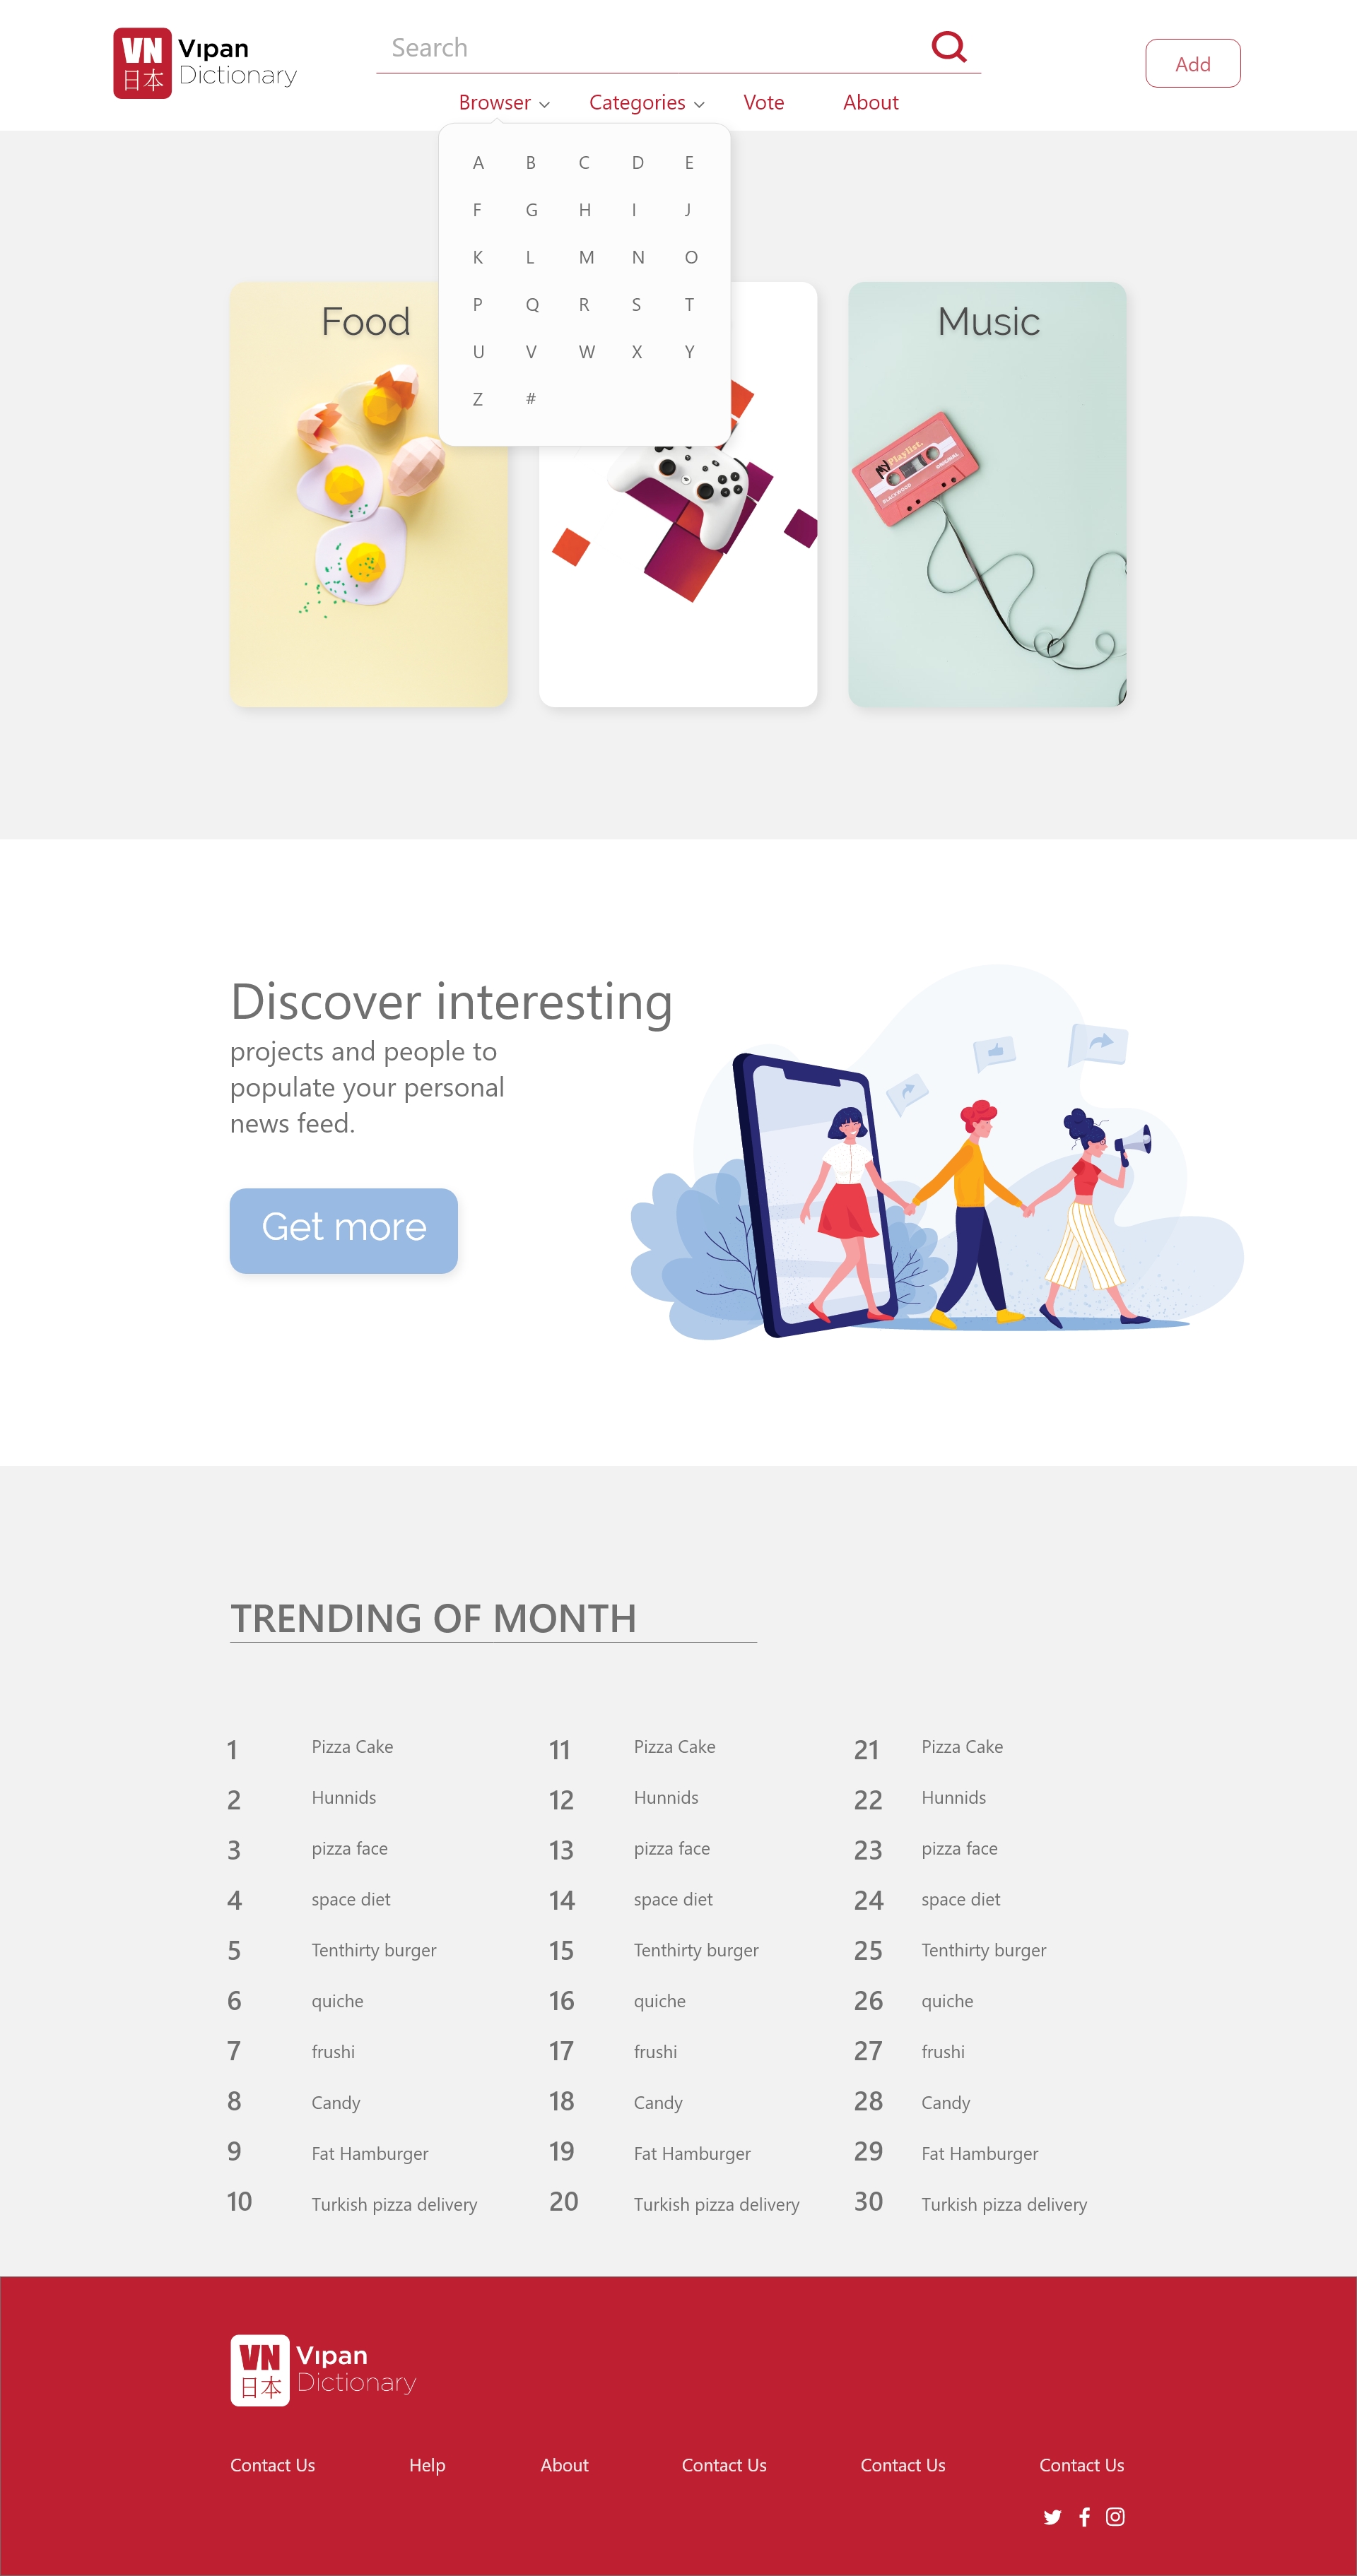 VN
日本
Vıpan
Dictionary
Search
Add
Browser
Categories
Vote
About
A B C D E
F G H I J
K L M N O
P Q R S T
U V W X Y
Z #
Food
Music
MY Playlist.
BLACKWOOD
ORIGINAL
Discover interesting
projects and people to
populate your personal
news feed.
Get more
TRENDING OF MONTH
1 Pizza Cake
2 Hunnids
3 pizza face
4 space diet
5 Tenthirty burger
6 quiche
7 frushi
8 Candy
9 Fat Hamburger
10 Turkish pizza delivery
11 Pizza Cake
12 Hunnids
13 pizza face
14 space diet
15 Tenthirty burger
16 quiche
17 frushi
18 Candy
19 Fat Hamburger
20 Turkish pizza delivery
21 Pizza Cake
22 Hunnids
23 pizza face
24 space diet
25 Tenthirty burger
26 quiche
27 frushi
28 Candy
29 Fat Hamburger
30 Turkish pizza delivery
VN
日本
Vıpan
Dictionary
Contact Us Help About Contact Us Contact Us Contact Us